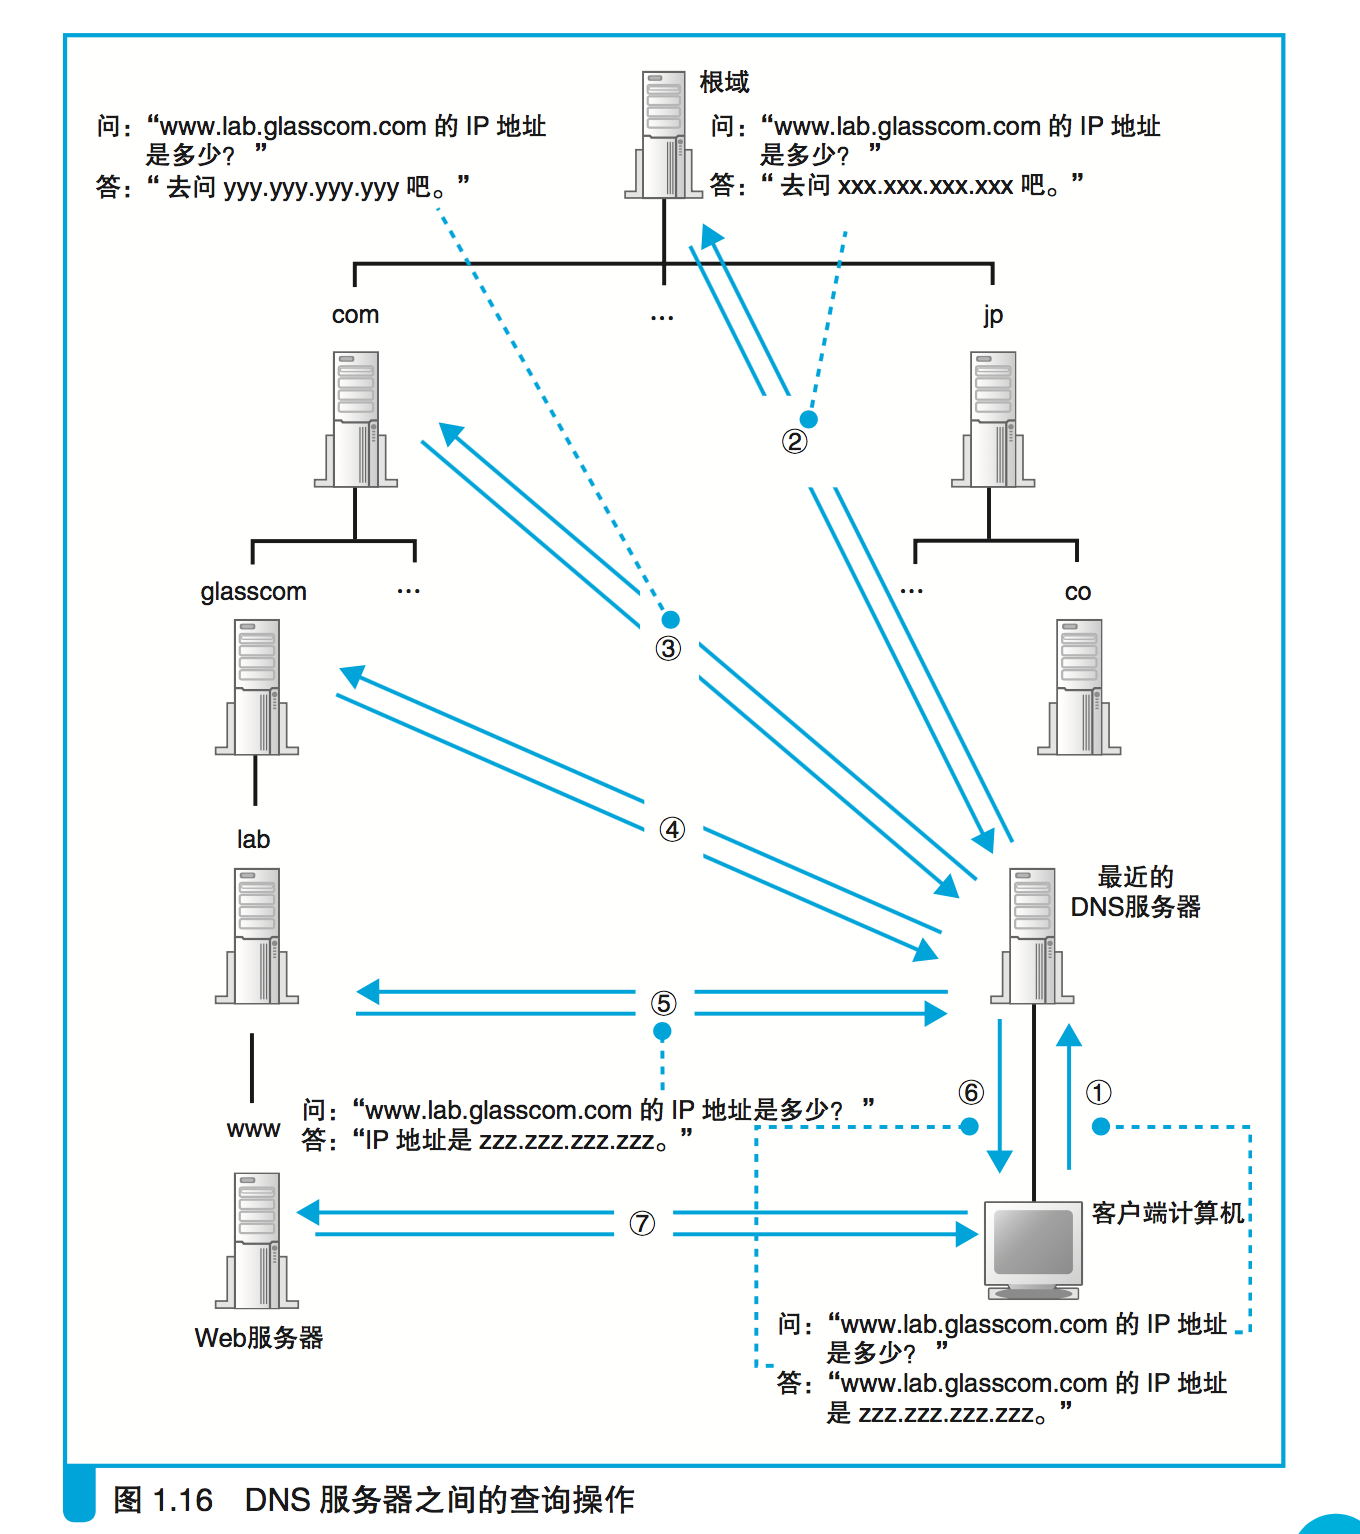 根域
问：“www.lab.glasscom.com 的 IP 地址
是多少？ ”
答：“ 去问 yyy.yyy.yyy.yyy 吧。”
问：“www.lab.glasscom.com 的 IP 地址
是多少？ ”
答：“ 去问 xxx.xxx.xxx.xxx 吧。”
com
...
jp
②
glasscom
...
...
co
③
④
lab
最近的
DNS服务器
⑤
⑥
①
www
问：“www.lab.glasscom.com 的 IP 地址是多少？ ”
答：“IP 地址是 zzz.zzz.zzz.zzz。”
⑦
客户端计算机
Web服务器
问：“www.lab.glasscom.com 的 IP 地址
是多少？ ”
答：“www.lab.glasscom.com 的 IP 地址
是 zzz.zzz.zzz.zzz。”
图 1.16 DNS 服务器之间的查询操作